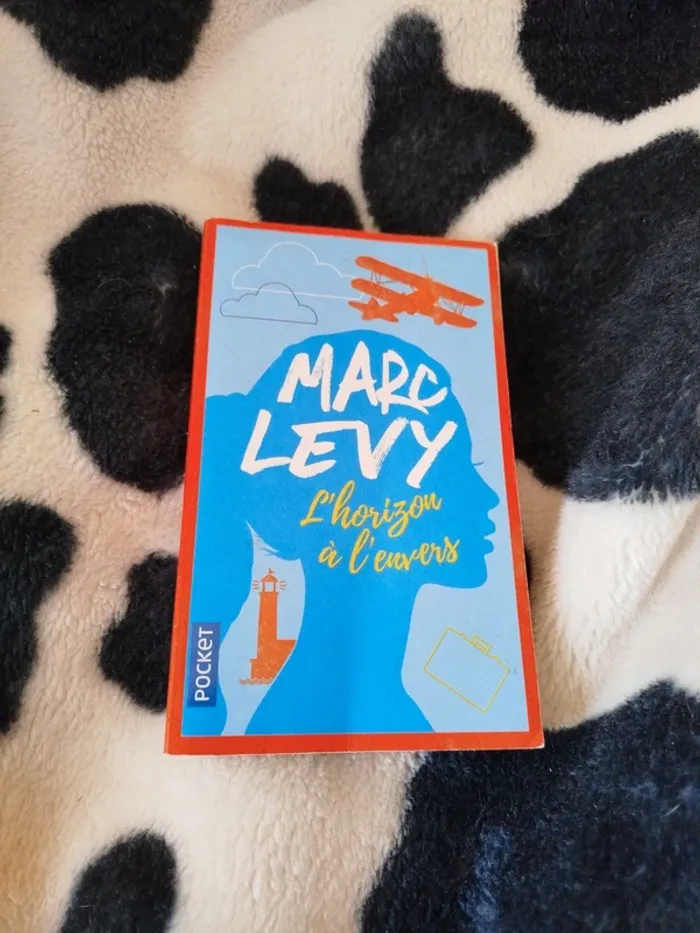 MARC
LEVY
L'horizon
à l'envers
POCKET